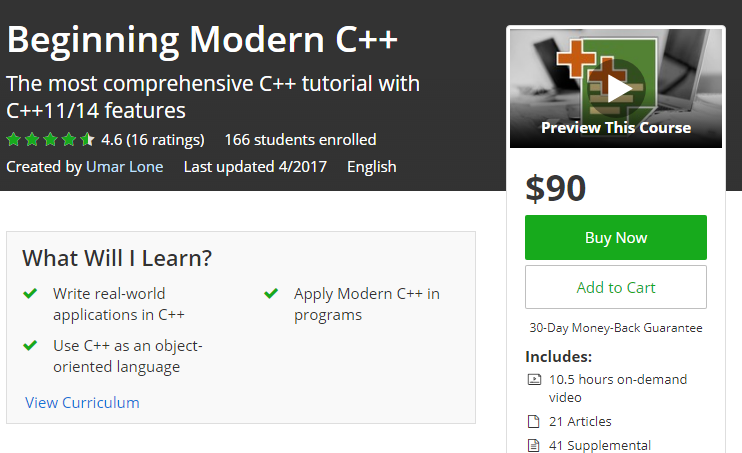 Beginning Modern C++
The most comprehensive C++ tutorial with
C++11/14 features
4.6 (16 ratings) 166 students enrolled
Created by Umar Lone Last updated 4/2017 English
Preview This Course
$90
Buy Now
Add to Cart
30-Day Money-Back Guarantee
Includes:
10.5 hours on-demand
video
21 Articles
41 Supplemental
What Will I Learn?
Write real-world
applications in C++
Use C++ as an object-
oriented language
Apply Modern C++ in
programs
View Curriculum